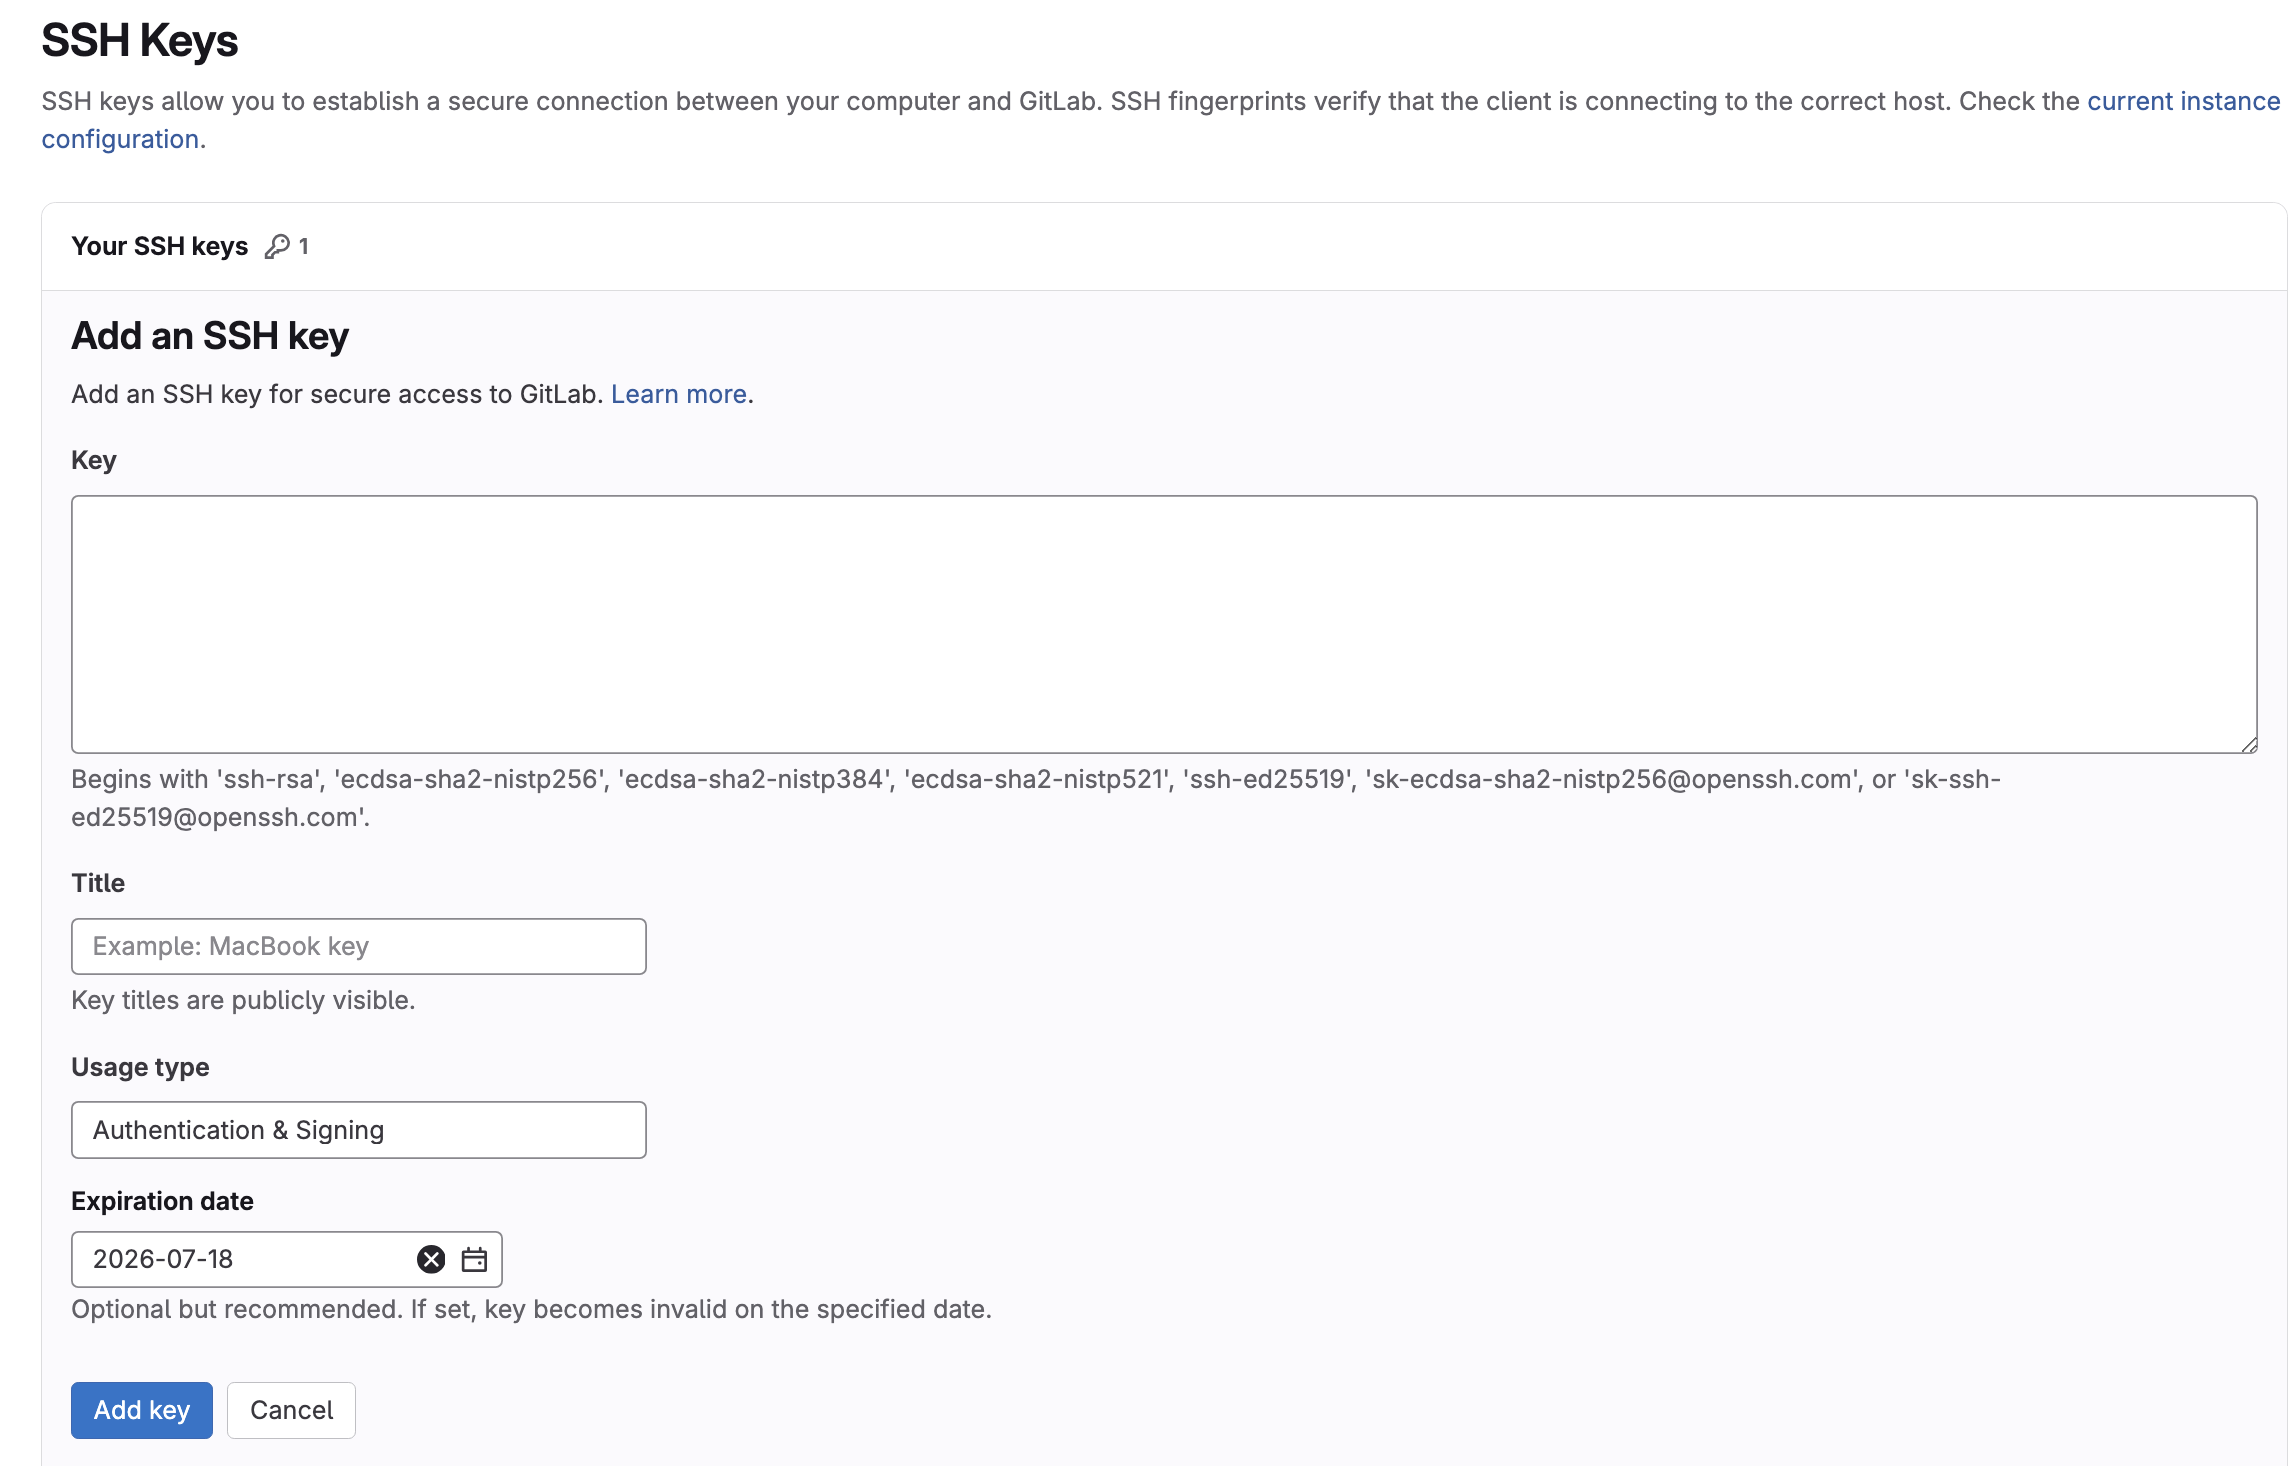 SSH Keys
SSH keys allow you to establish a secure connection between your computer and GitLab. SSH fingerprints verify that the client is connecting to the correct host. Check the current instance
configuration.
Your SSH keys 1
Add an SSH key
Add an SSH key for secure access to GitLab. Learn more.
Key
Begins with 'ssh-rsa', 'ecdsa-sha2-nistp256', 'ecdsa-sha2-nistp384', 'ecdsa-sha2-nistp521', 'ssh-ed25519', 'sk-ecdsa-sha2-nistp256@openssh.com', or 'sk-ssh-
ed25519@openssh.com'.
Title
Example: MacBook key
Key titles are publicly visible.
Usage type
Authentication & Signing
Expiration date
2026-07-18
Optional but recommended. If set, key becomes invalid on the specified date.
Add key Cancel